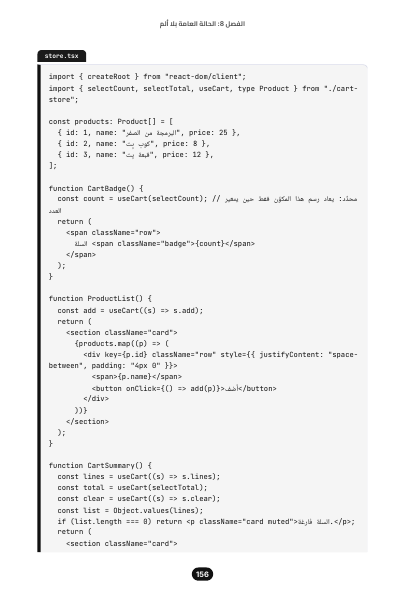 الفصل 8: الحالة العامة بلا ألم
store.tsx
import { createRoot } from "react-dom/client";
import { selectCount, selectTotal, useCart, type Product } from "./cart-
store";
const products: Product[] = [
  { id: 1, name: "البرمجة من الصفر", price: 25 },
  { id: 2, name: "كوب بِت", price: 8 },
  { id: 3, name: "قبعة بِت", price: 12 },
];
function CartBadge() {
  const count = useCart(selectCount); // محدِّد: يعاد رسم هذا المكوّن فقط حين يتغير
العدد
  return (
    <span className="row">
      السلة <span className="badge">{count}</span>
    </span>
  );
}
function ProductList() {
  const add = useCart((s) => s.add);
  return (
    <section className="card">
      {products.map((p) => (
        <div key={p.id} className="row" style={{ justifyContent: "space-
between", padding: "4px 0" }}>
          <span>{p.name}</span>
          <button onClick={() => add(p)}>أضف</button>
        </div>
      ))}
    </section>
  );
}
function CartSummary() {
  const lines = useCart((s) => s.lines);
  const total = useCart(selectTotal);
  const clear = useCart((s) => s.clear);
  const list = Object.values(lines);
  if (list.length === 0) return <p className="card muted">السلة فارغة.</p>;
  return (
    <section className="card">
156